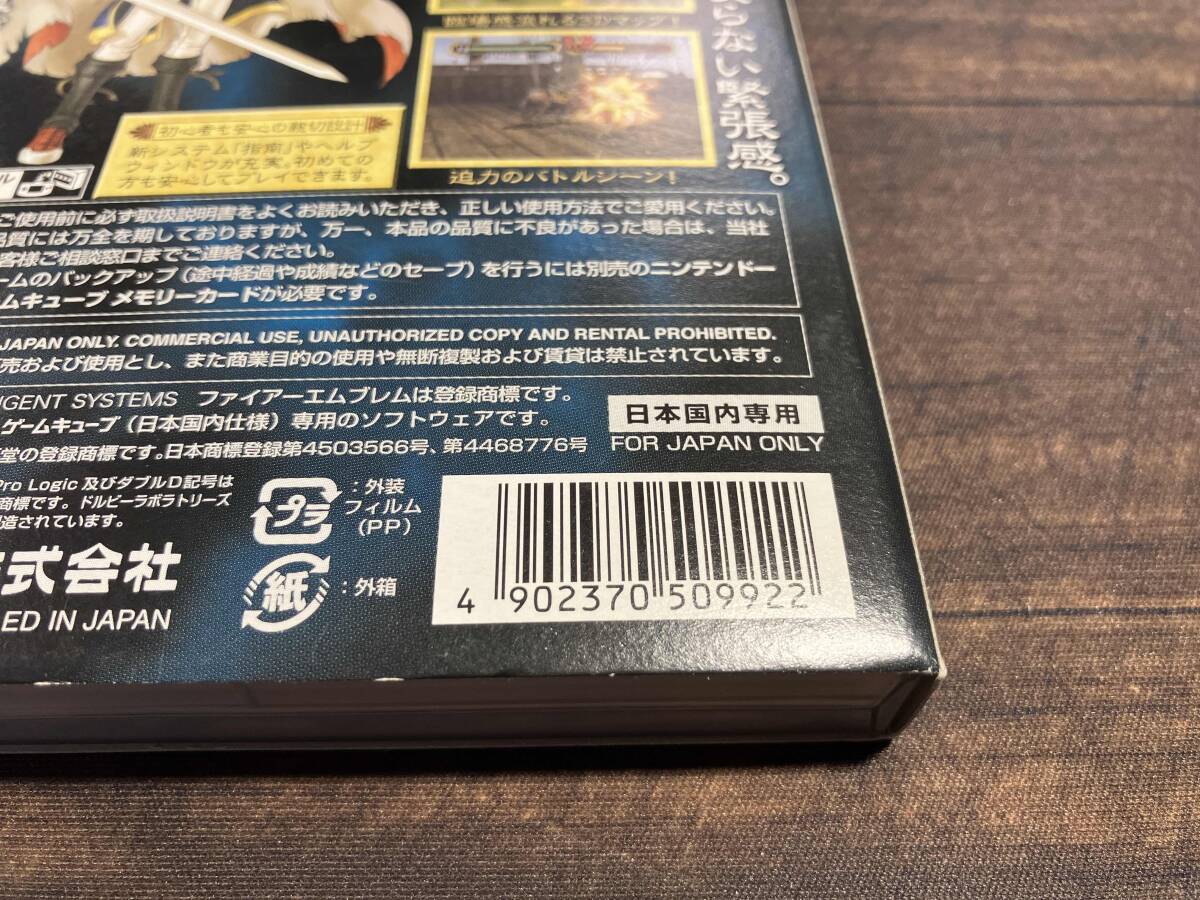 らない緊張感。
初心者も安心の親切設計
新システム「指南」やヘルプ
ウィンドウが充実。初めての
方も安心してプレイできます。
迫力のバトルシーン!
ご使用前に必ず取扱説明書をよくお読みいただき、正しい使用方法でご愛用ください。
品質には万全を期しておりますが、万一、本品の品質に不良があった場合は、当社
客様ご相談窓口までご連絡ください。
ームのバックアップ(途中経過や成績などのセーブ)を行うには別売のニンテンドー
ームキューブ メモリーカードが必要です。
JAPAN ONLY. COMMERCIAL USE, UNAUTHORIZED COPY AND RENTAL PROHIBITED.
売および使用とし、また商業目的の使用や無断複製および賃貸は禁止されています。
IGENT SYSTEMS ファイアーエムブレムは登録商標です。
ゲームキューブ(日本国内仕様)専用のソフトウェアです。
堂の登録商標です。日本商標登録第4503566号、第4468776号
日本国内専用
FOR JAPAN ONLY
Pro Logic 及びダブルD記号は
商標です。ドルビーラボラトリーズ
造されています。
プラ
:外装
フィルム
(PP)
紙
:外箱
式会社
ED IN JAPAN
4 902370 509922